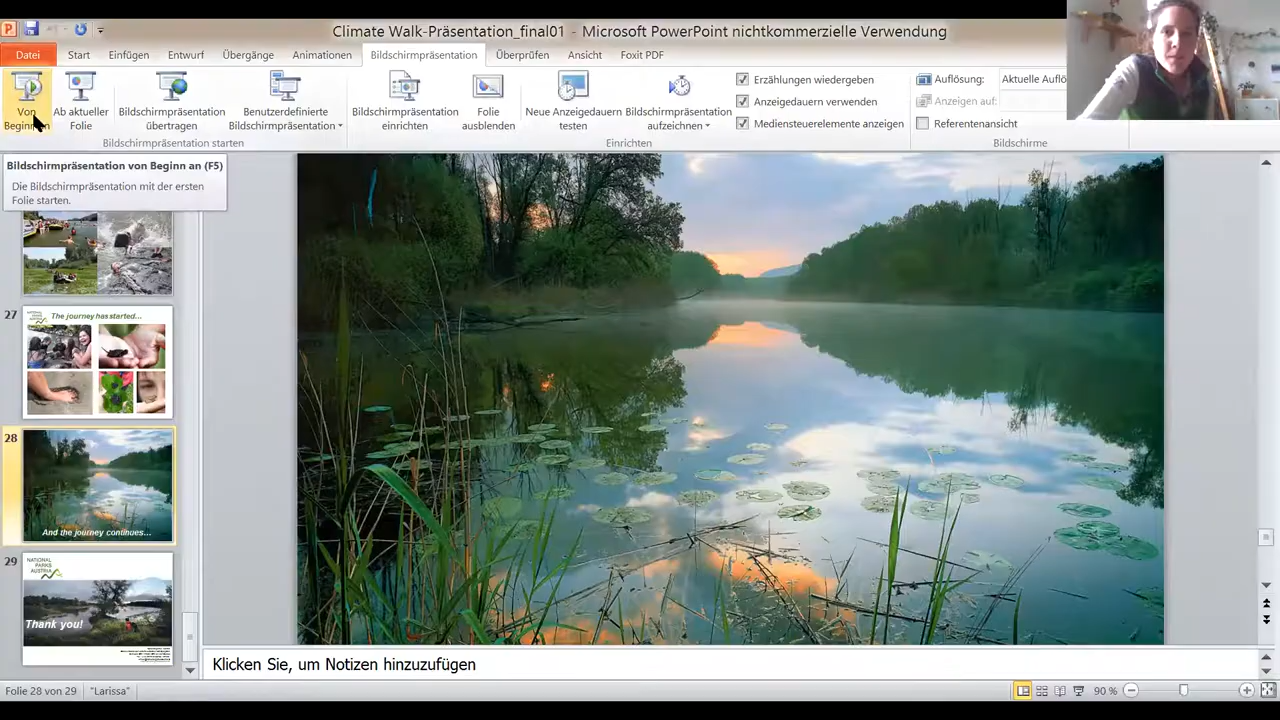 Climate Walk-Präsentation_final01 - Microsoft PowerPoint nichtkommerzielle Verwendung
Datei Start Einfügen Entwurf Übergänge Animationen Bildschirmpräsentation Überprüfen Ansicht Foxit PDF
Von Beginn an
Ab aktueller Folie
Bildschirmpräsentation übertragen
Benutzerdefinierte Bildschirmpräsentation
Bildschirmpräsentation einrichten
Folie ausblenden
Neue Anzeigedauern testen
Bildschirmpräsentation aufzeichnen
Erzählungen wiedergeben
Anzeigedauern verwenden
Mediensteuerelemente anzeigen
Auflösung: Aktuelle Auflö
Anzeigen auf:
Referentenansicht
Bildschirmpräsentation starten
Einrichten
Bildschirme
Bildschirmpräsentation von Beginn an (F5)
Die Bildschirmpräsentation mit der ersten
Folie starten.
27
The journey has started...
28
And the journey continues...
29
NATIONAL
PARKS
AUSTRIA
Thank you!
Klicken Sie, um Notizen hinzuzufügen
Folie 28 von 29 "Larissa" 90 %